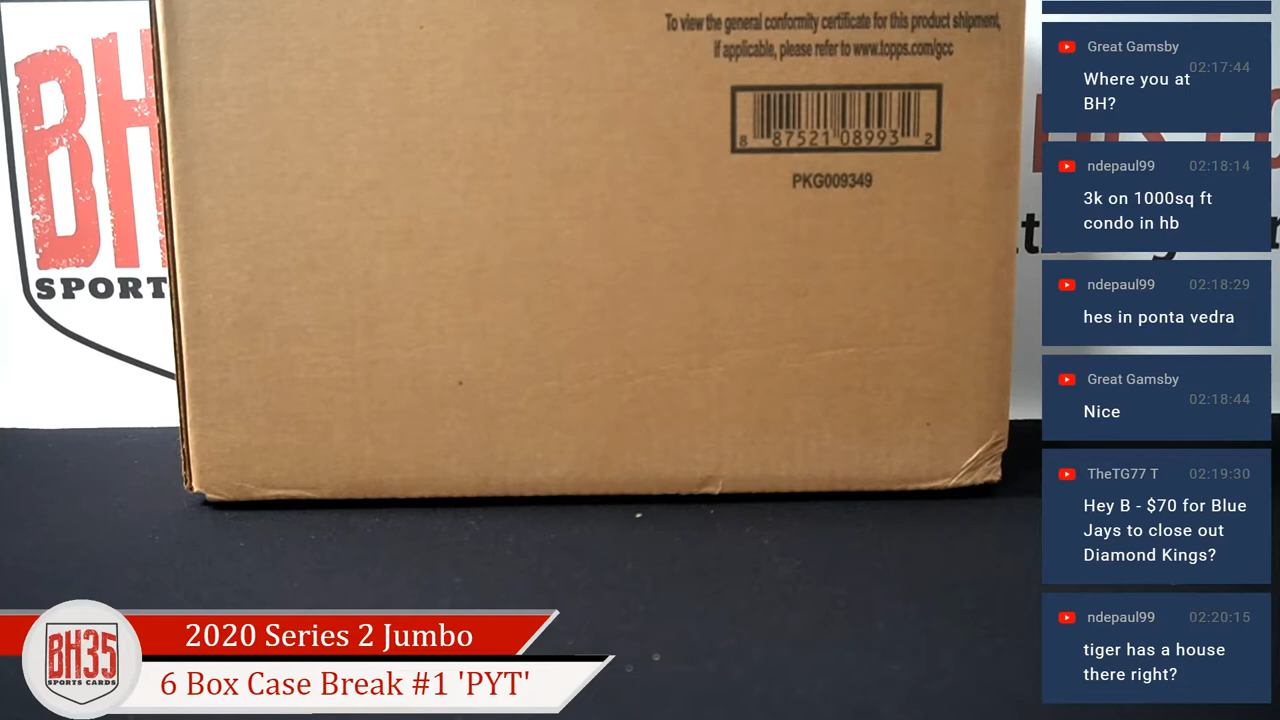 To view the general conformity certificate for this product shipment,
if applicable, please refer to www.topps.com/gcc
8 87521 08993 2
PKG009349
BH
SPORT
Great Gamsby
02:17:44
Where you at
BH?
ndepaul99 02:18:14
3k on 1000sq ft
condo in hb
ndepaul99 02:18:29
hes in ponta vedra
Great Gamsby
02:18:44
Nice
TheTG77 T 02:19:30
Hey B - $70 for Blue
Jays to close out
Diamond Kings?
ndepaul99 02:20:15
tiger has a house
there right?
BH35
SPORTS CARDS
2020 Series 2 Jumbo
6 Box Case Break #1 'PYT'